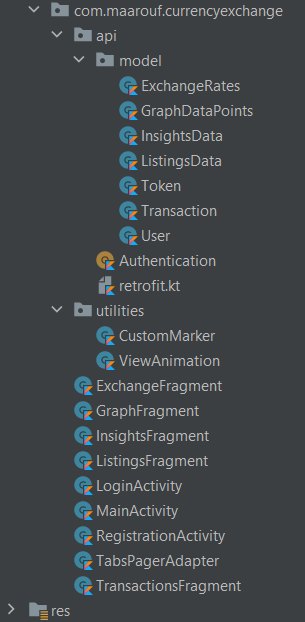 com.maarouf.currencyexchange
api
model
ExchangeRates
GraphDataPoints
InsightsData
ListingsData
Token
Transaction
User
Authentication
retrofit.kt
utilities
CustomMarker
ViewAnimation
ExchangeFragment
GraphFragment
InsightsFragment
ListingsFragment
LoginActivity
MainActivity
RegistrationActivity
TabsPagerAdapter
TransactionsFragment
res